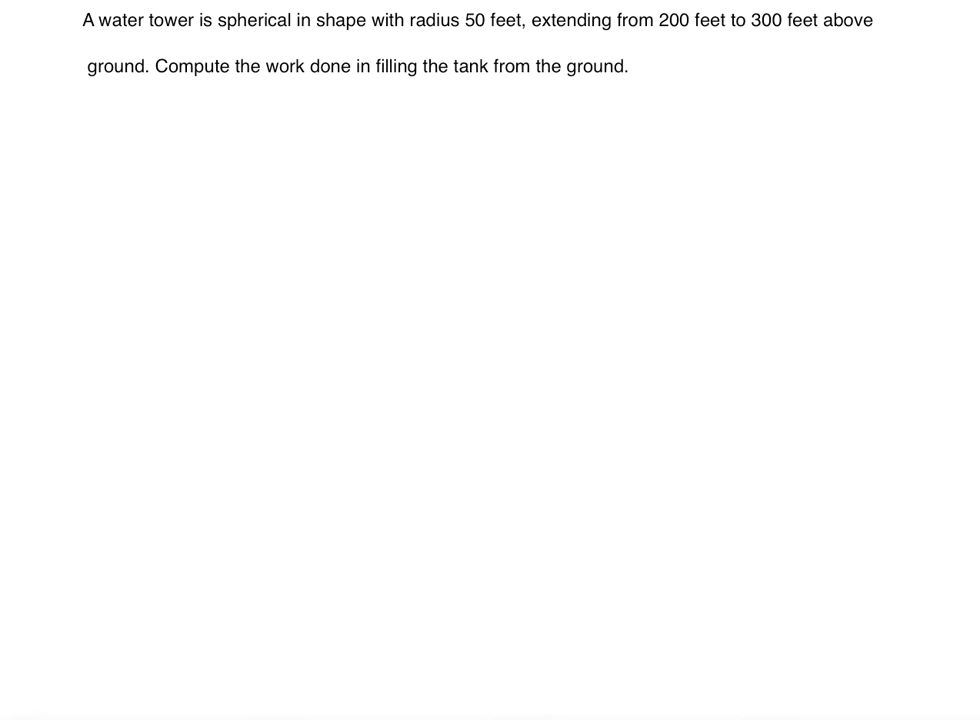 A water tower is spherical in shape with radius 50 feet, extending from 200 feet to 300 feet above
ground. Compute the work done in filling the tank from the ground.